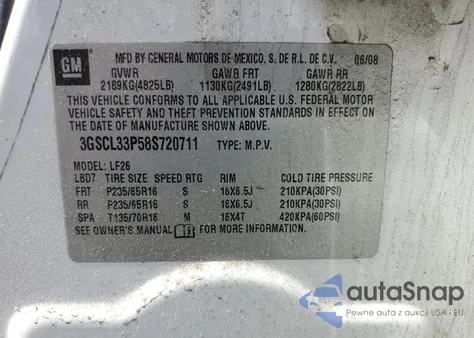 GM
MFD BY GENERAL MOTORS DE MEXICO, S. DE R.L. DE C.V. 06/08
GVWR GAWR FRT GAWR RR
2189KG(4825LB) 1130KG(2491LB) 1280KG(2822LB)
THIS VEHICLE CONFORMS TO ALL APPLICABLE U.S. FEDERAL MOTOR
VEHICLE SAFETY AND THEFT PREVENTION STANDARDS IN EFFECT ON
THE DATE OF MANUFACTURE SHOWN ABOVE.
3GSCL33P58S720711 TYPE: M.P.V.
MODEL: LF26
LBD7 TIRE SIZE SPEED RTG RIM COLD TIRE PRESSURE
FRT P235/65R16 S 16X6.5J 210KPA(30PSI)
RR P235/65R16 S 16X6.5J 210KPA(30PSI)
SPA T135/70R16 M 16X4T 420KPA(60PSI)
SEE OWNER'S MANUAL FOR MORE INFORMATION.
autoSnap
Pewne auta z aukcji USA - EU